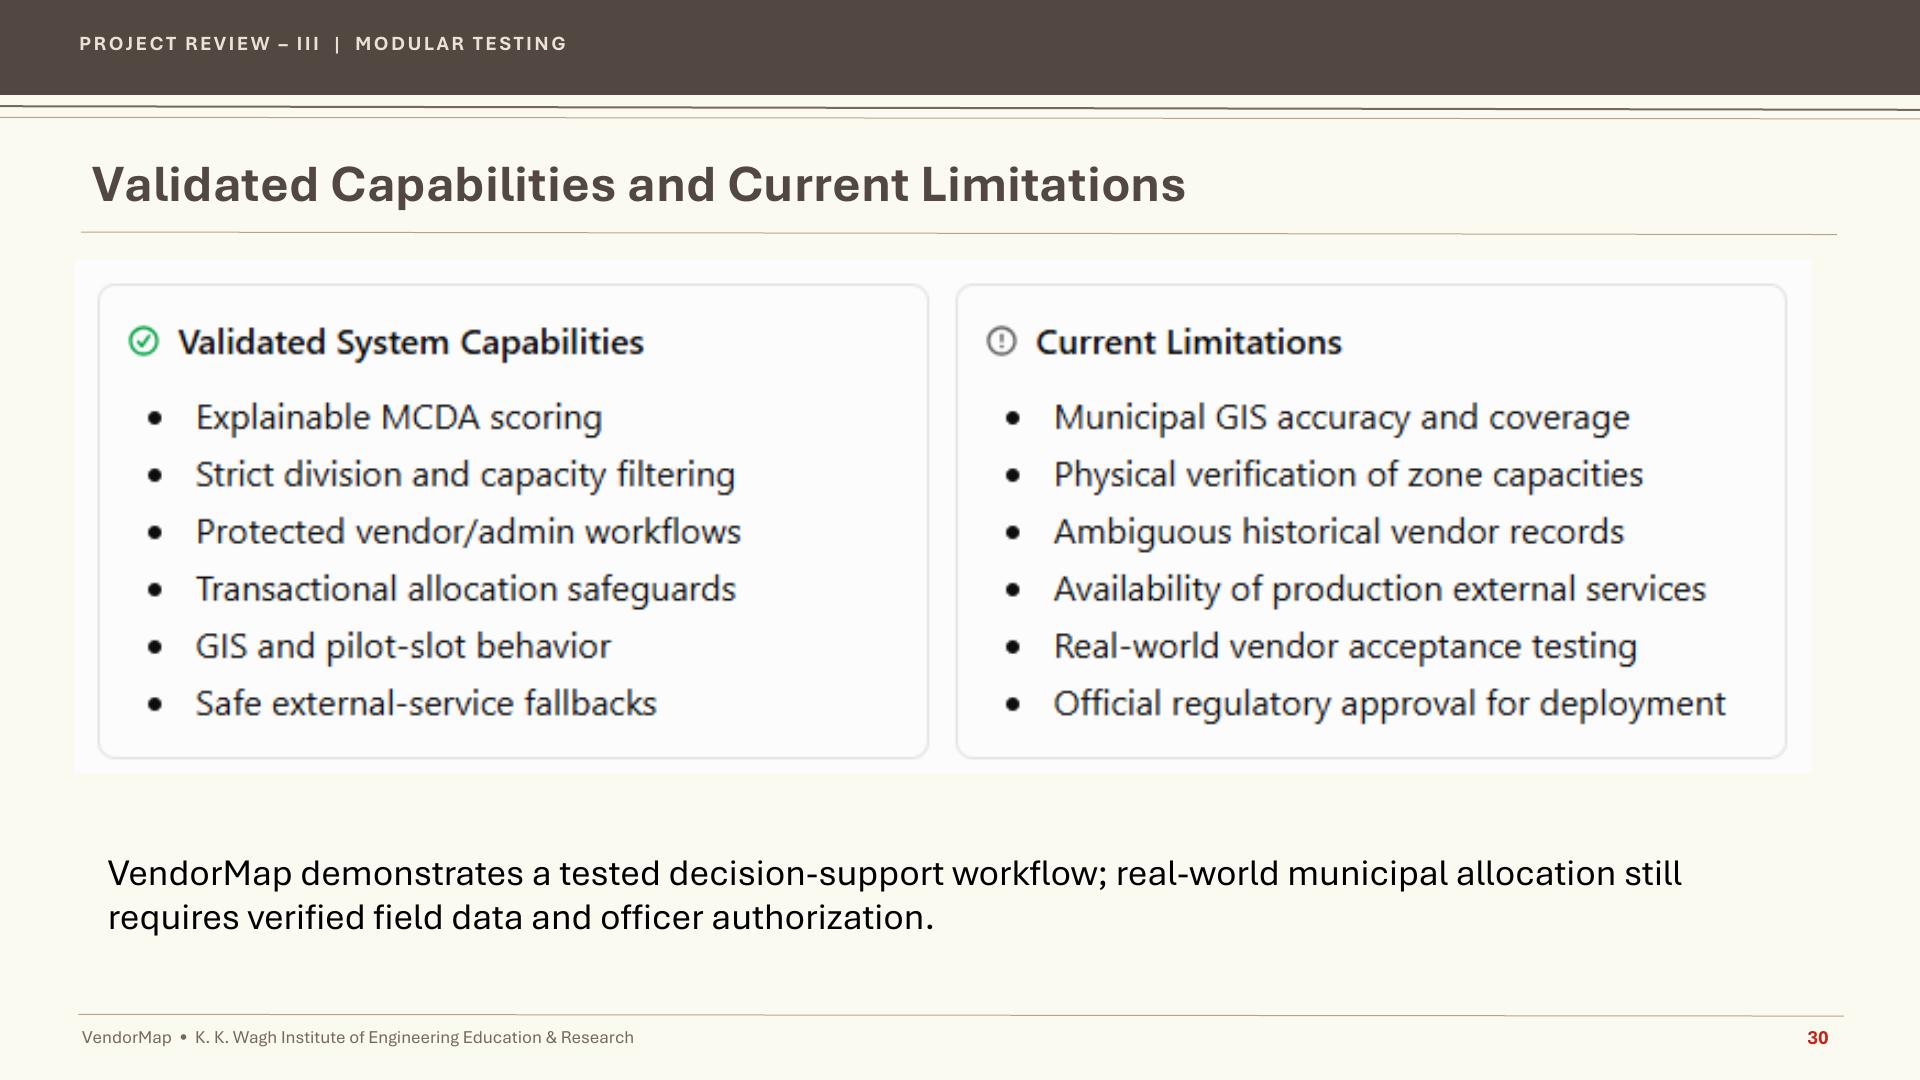 PROJECT REVIEW – III | MODULAR TESTING
Validated Capabilities and Current Limitations
Validated System Capabilities
• Explainable MCDA scoring
• Strict division and capacity filtering
• Protected vendor/admin workflows
• Transactional allocation safeguards
• GIS and pilot-slot behavior
• Safe external-service fallbacks
Current Limitations
• Municipal GIS accuracy and coverage
• Physical verification of zone capacities
• Ambiguous historical vendor records
• Availability of production external services
• Real-world vendor acceptance testing
• Official regulatory approval for deployment
VendorMap demonstrates a tested decision-support workflow; real-world municipal allocation still
requires verified field data and officer authorization.
VendorMap • K. K. Wagh Institute of Engineering Education & Research
30